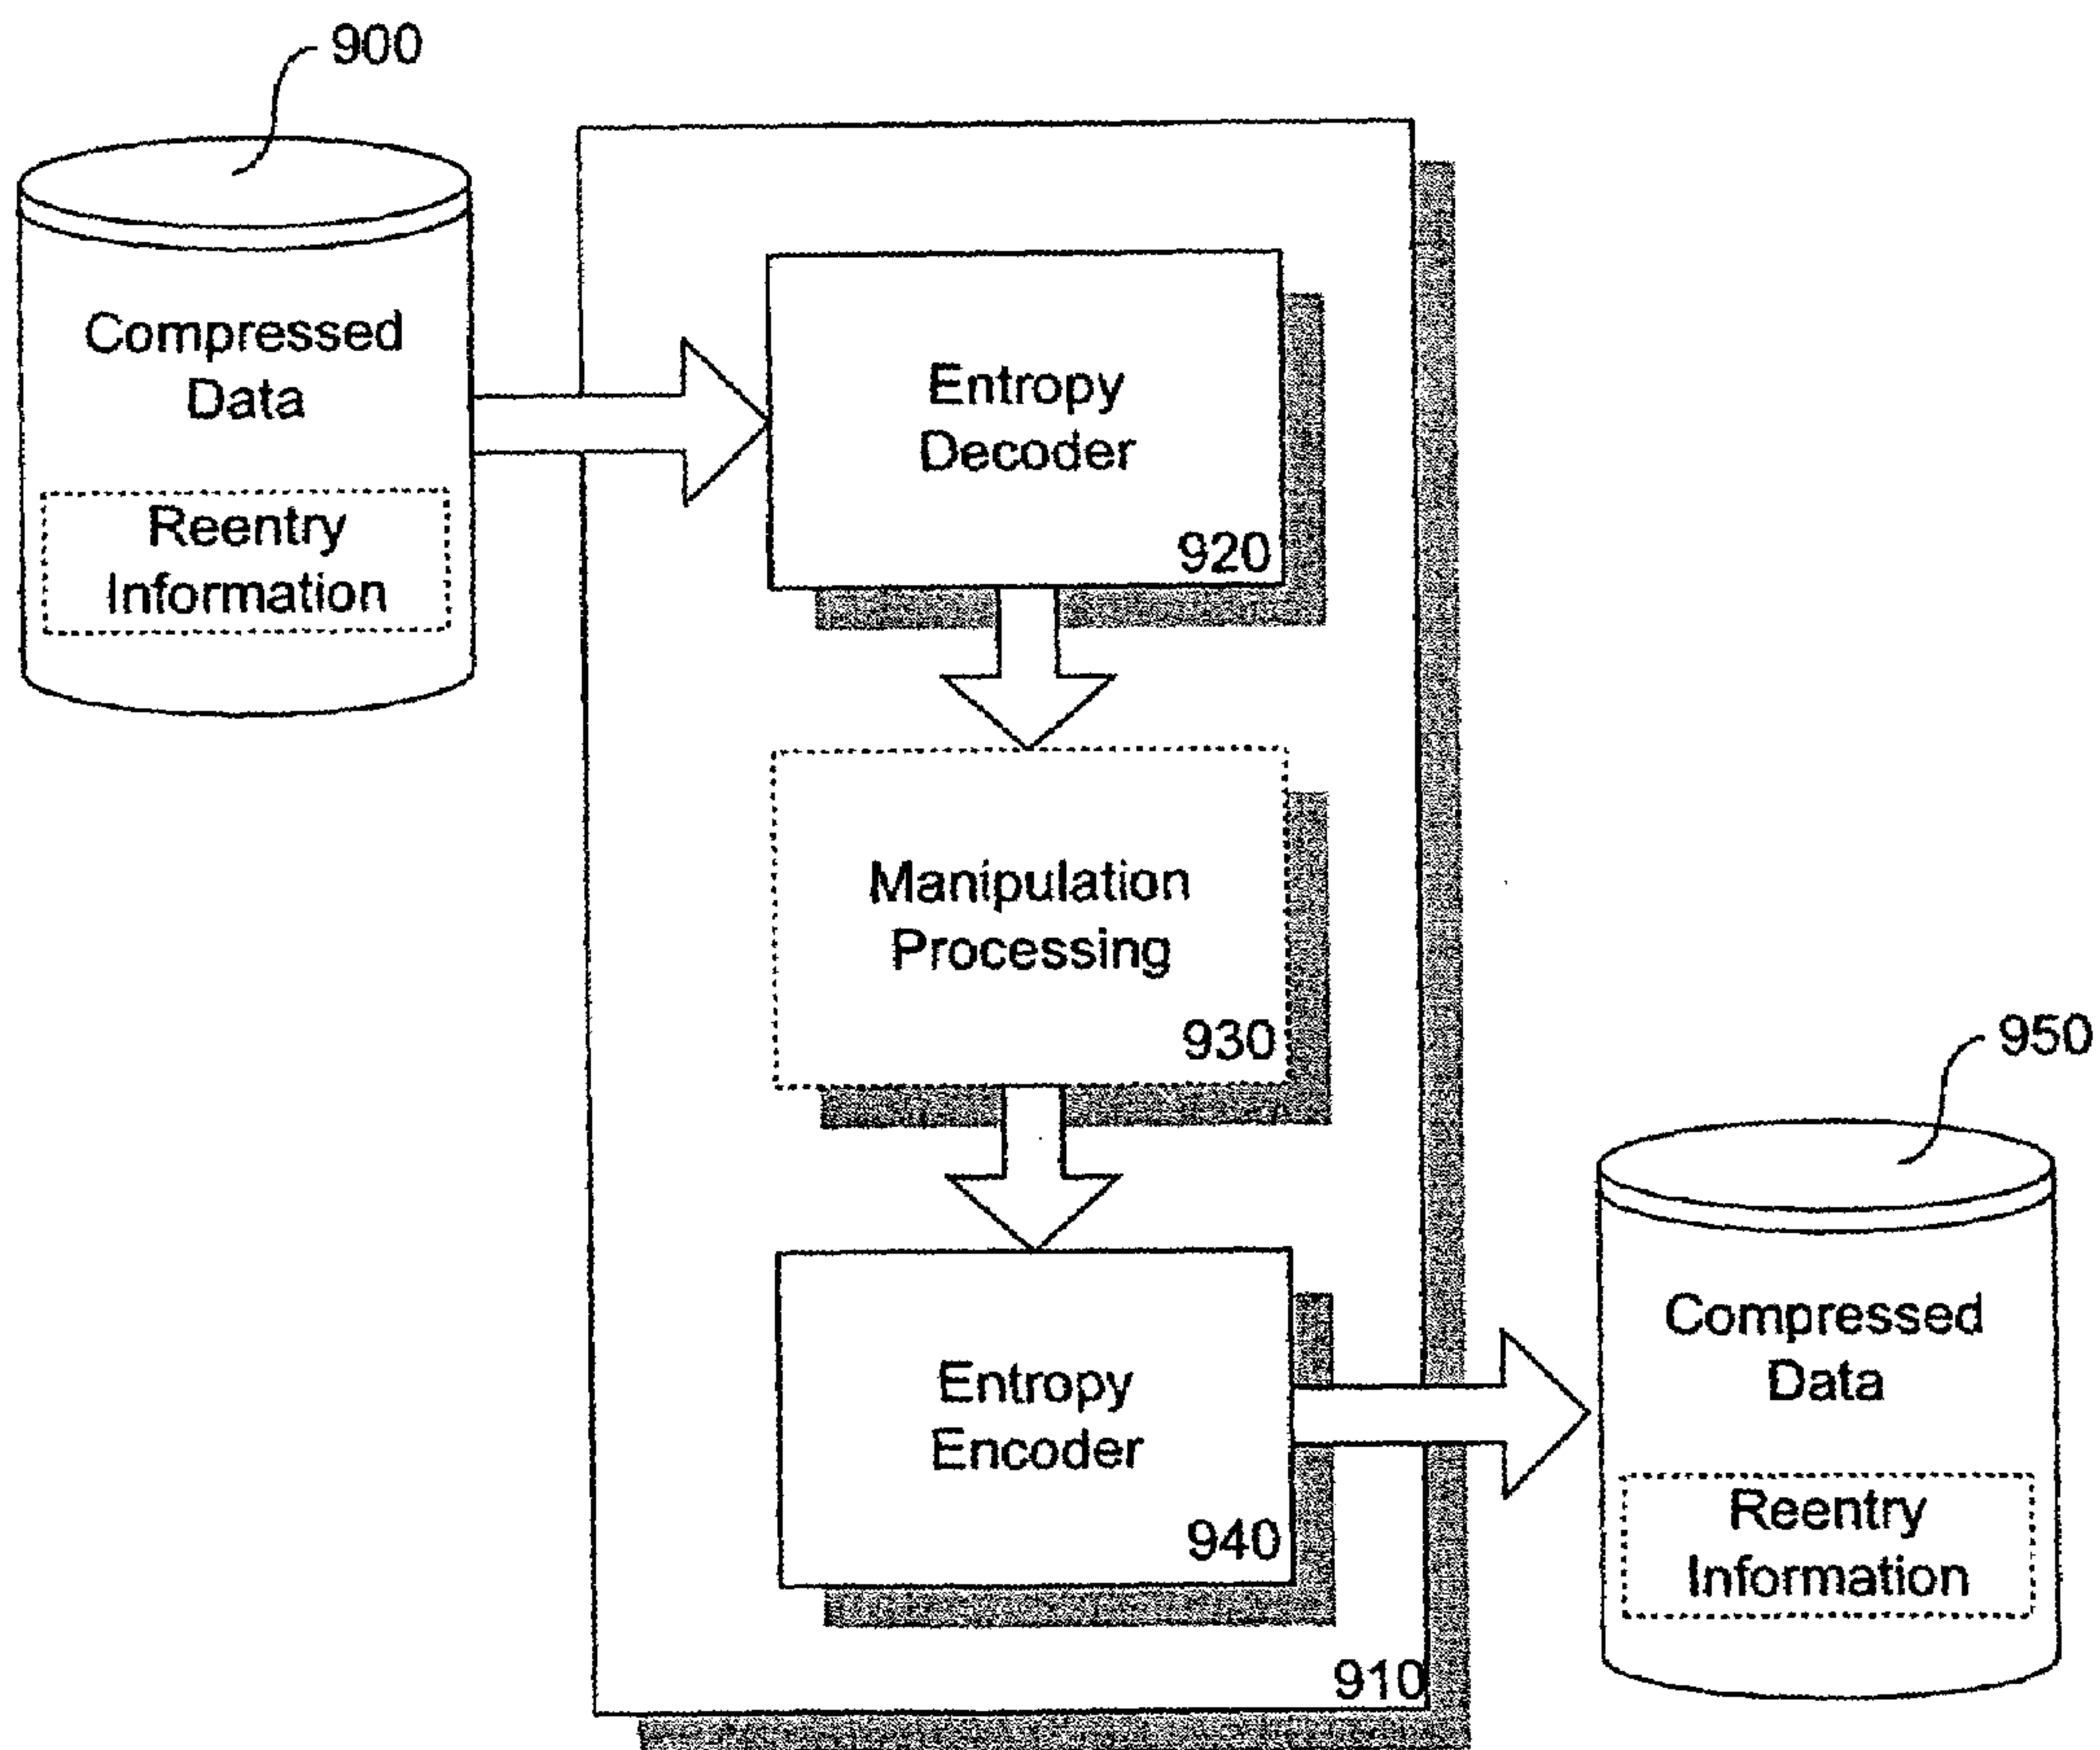 900
Compressed
Data
Reentry
Information
Entropy
Decoder
920
Manipulation
Processing
930
Entropy
Encoder
940
910
950
Compressed
Data
Reentry
Information